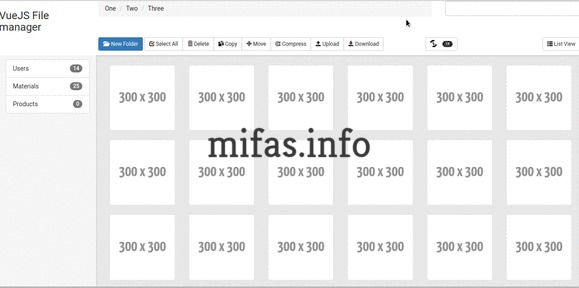 VueJS File
manager
One / Two / Three
New Folder Select All Delete Copy Move Compress Upload Download List View
Users 14
Materials 25
Products 0
300 x 300 300 x 300 300 x 300 300 x 300 300 x 300 300 x 300
mifas.info
300 x 300 300 x 300 300 x 300 300 x 300 300 x 300 300 x 300
300 x 300 300 x 300 300 x 300 300 x 300 300 x 300 300 x 300